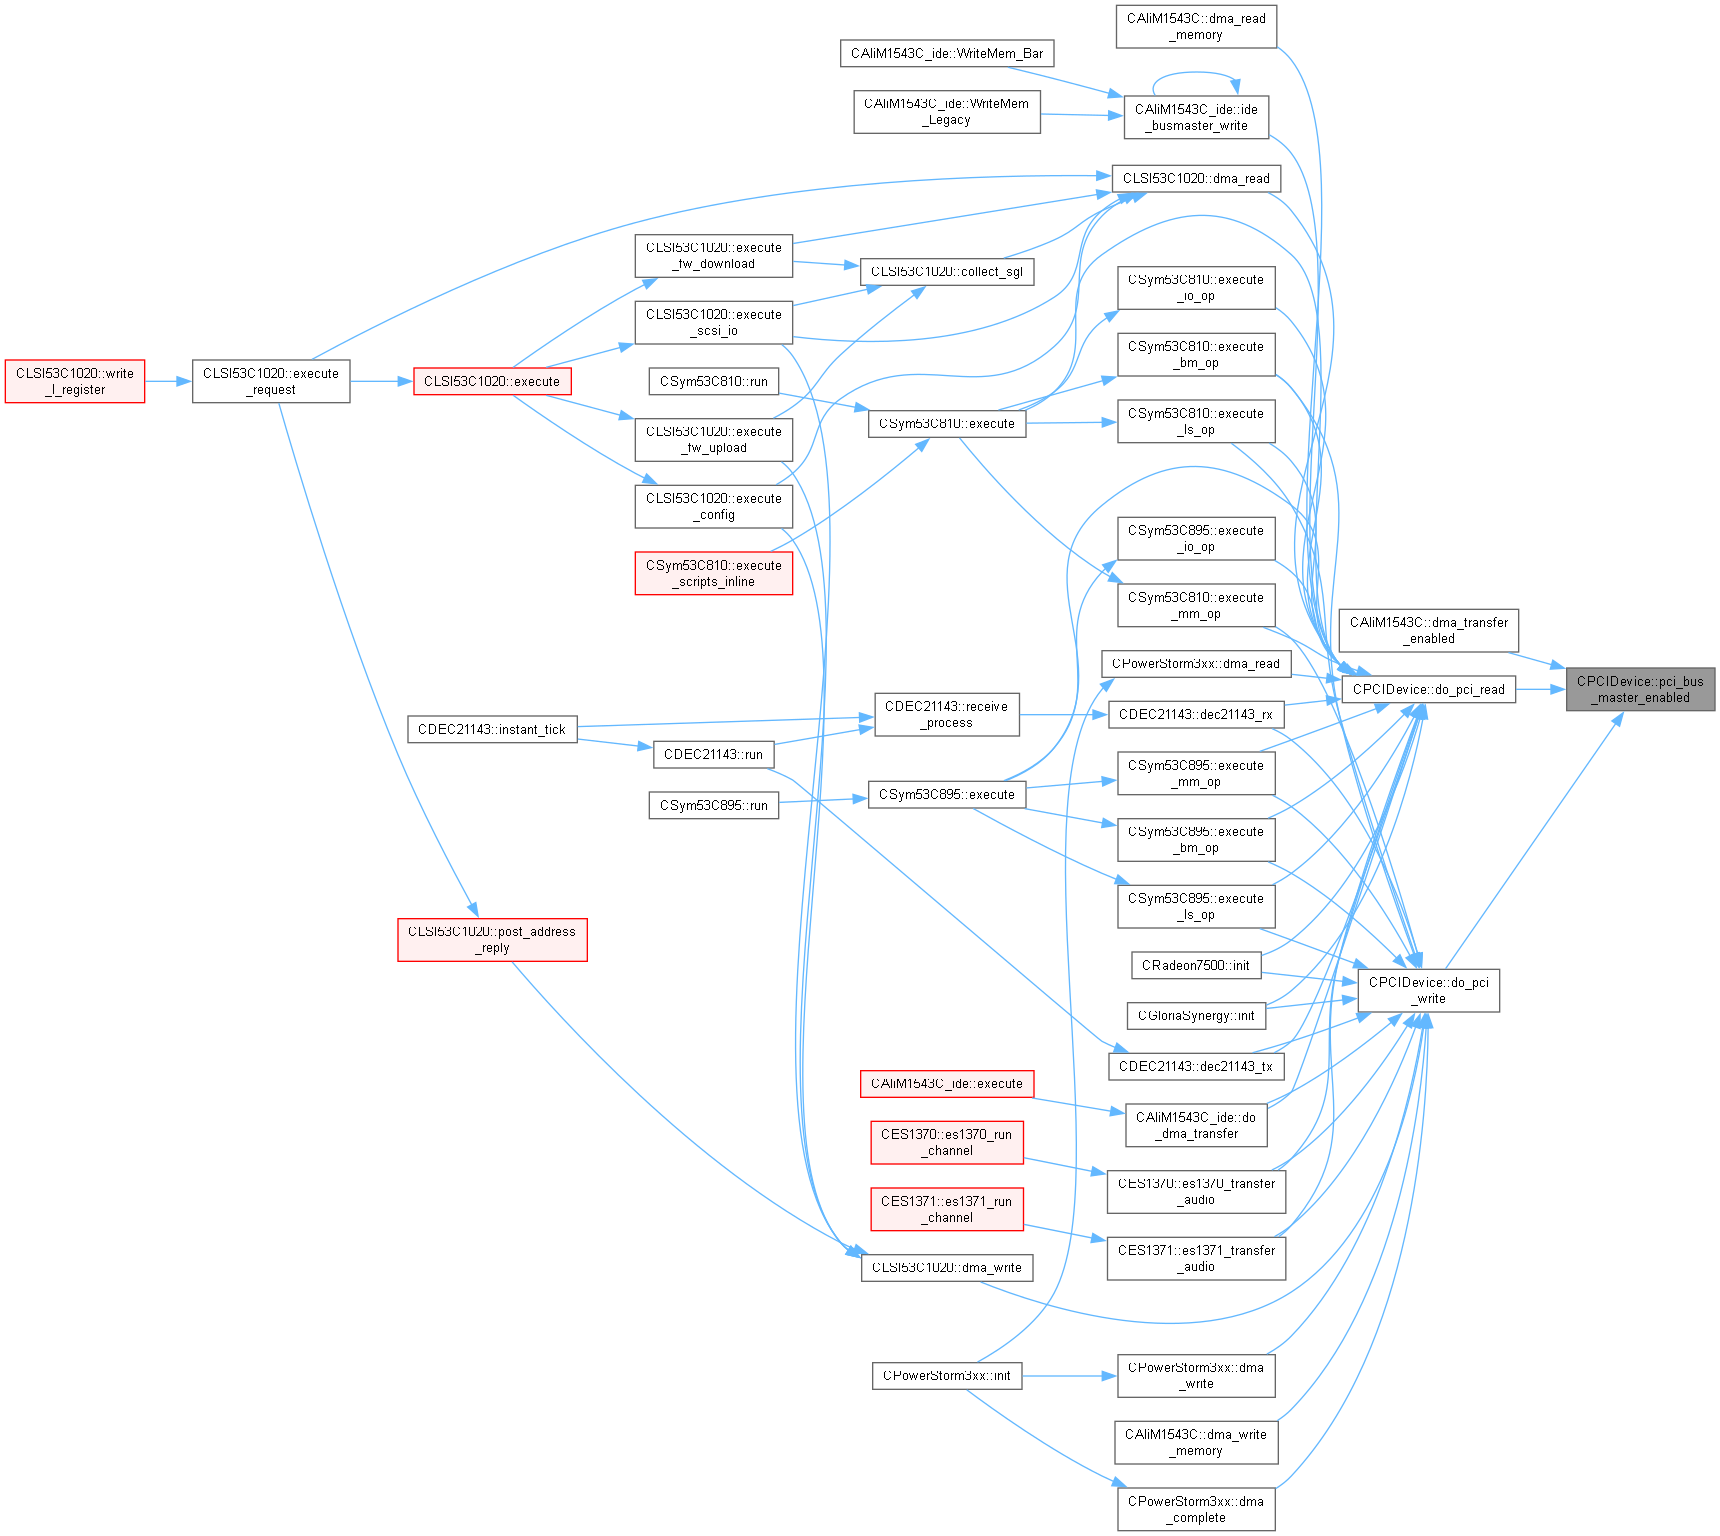 CAliM1543C::dma_read
_memory
CAliM1543C_ide::WriteMem_Bar
CAliM1543C_ide::WriteMem
_Legacy
CAliM1543C_ide::ide
_busmaster_write
CLSI53C1020::dma_read
CLSI53C1020::execute
_fw_download
CLSI53C1020::collect_sgl
CSym53C810::execute
_io_op
CLSI53C1020::execute
_scsi_io
CSym53C810::execute
_bm_op
CLSI53C1020::write
_l_register
CLSI53C1020::execute
_request
CLSI53C1020::execute
CSym53C810::run
CSym53C810::execute
CSym53C810::execute
_ls_op
CLSI53C1020::execute
_fw_upload
CLSI53C1020::execute
_config
CSym53C895::execute
_io_op
CSym53C810::execute
_scripts_inline
CSym53C810::execute
_mm_op
CAliM1543C::dma_transfer
_enabled
CPowerStorm3xx::dma_read
CPCIDevice::do_pci_read
CPCIDevice::pci_bus
_master_enabled
CDEC21143::receive
_process
CDEC21143::dec21143_rx
CDEC21143::instant_tick
CDEC21143::run
CSym53C895::execute
_mm_op
CSym53C895::run
CSym53C895::execute
CSym53C895::execute
_bm_op
CSym53C895::execute
_ls_op
CLSI53C1020::post_address
_reply
CRadeon7500::init
CPCIDevice::do_pci
_write
CGloriaSynergy::init
CDEC21143::dec21143_tx
CAliM1543C_ide::execute
CAliM1543C_ide::do
_dma_transfer
CES1370::es1370_run
_channel
CES1370::es1370_transfer
_audio
CES1371::es1371_run
_channel
CES1371::es1371_transfer
_audio
CLSI53C1020::dma_write
CPowerStorm3xx::init
CPowerStorm3xx::dma
_write
CAliM1543C::dma_write
_memory
CPowerStorm3xx::dma
_complete